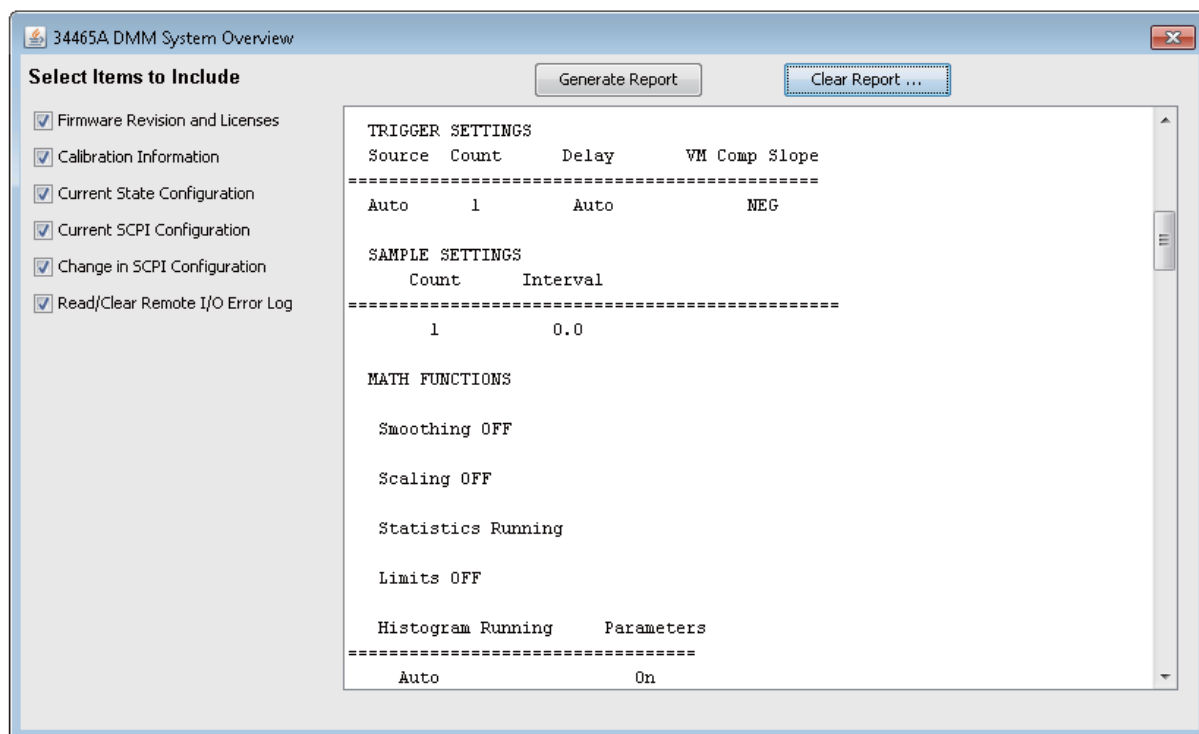 34465A DMM System Overview
Select Items to Include
Generate Report
Clear Report ...
Firmware Revision and Licenses
Calibration Information
Current State Configuration
Current SCPI Configuration
Change in SCPI Configuration
Read/Clear Remote I/O Error Log
TRIGGER SETTINGS
Source Count Delay VM Comp Slope
==============================================
Auto 1 Auto NEG
SAMPLE SETTINGS
Count Interval
================================================
1 0.0
MATH FUNCTIONS
Smoothing OFF
Scaling OFF
Statistics Running
Limits OFF
Histogram Running Parameters
==================================
Auto On